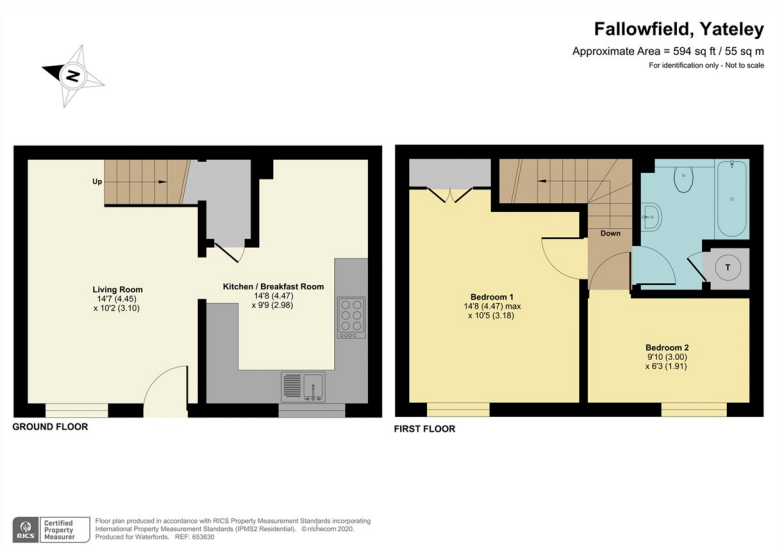 Fallowfield, Yateley
Approximate Area = 594 sq ft / 55 sq m
For identification only - Not to scale
N
Up
Living Room
14'7 (4.45)
x 10'2 (3.10)
Kitchen / Breakfast Room
14'8 (4.47)
x 9'9 (2.98)
GROUND FLOOR
Down
T
Bedroom 1
14'8 (4.47) max
x 10'5 (3.18)
Bedroom 2
9'10 (3.00)
x 6'3 (1.91)
FIRST FLOOR
RICS
Certified
Property
Measurer
Floor plan produced in accordance with RICS Property Measurement Standards incorporating
International Property Measurement Standards (IPMS2 Residential). © nichecom 2020.
Produced for Waterfords. REF: 653630